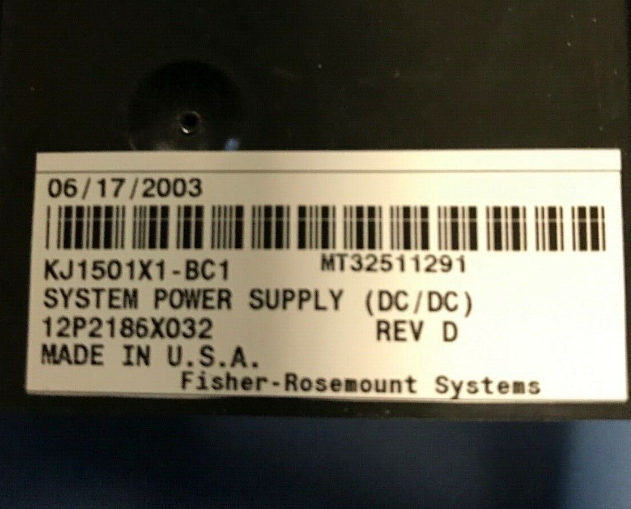 06/17/2003
KJ1501X1-BC1 MT32511291
SYSTEM POWER SUPPLY (DC/DC)
12P2186X032 REV D
MADE IN U.S.A.
Fisher-Rosemount Systems